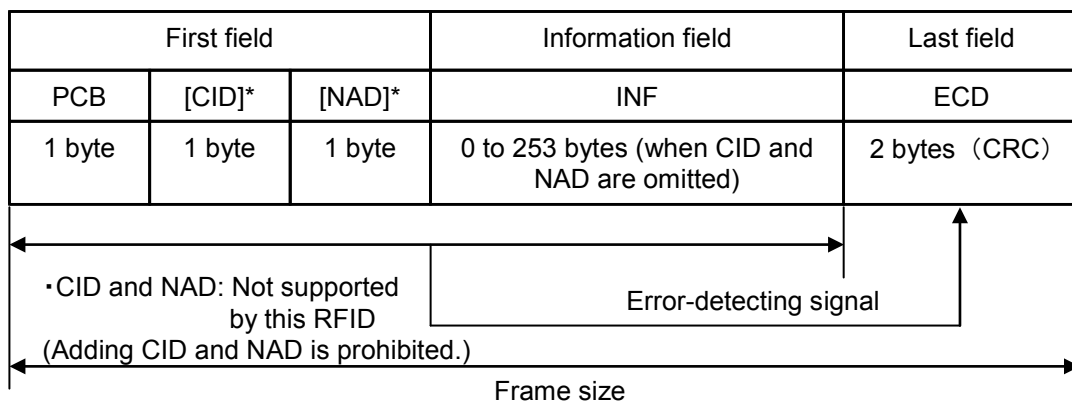 First field Information field Last field
PCB [CID]* [NAD]* INF ECD
1 byte 1 byte 1 byte 0 to 253 bytes (when CID and NAD are omitted) 2 bytes（CRC）
・CID and NAD: Not supported
by this RFID
(Adding CID and NAD is prohibited.)
Error-detecting signal
Frame size